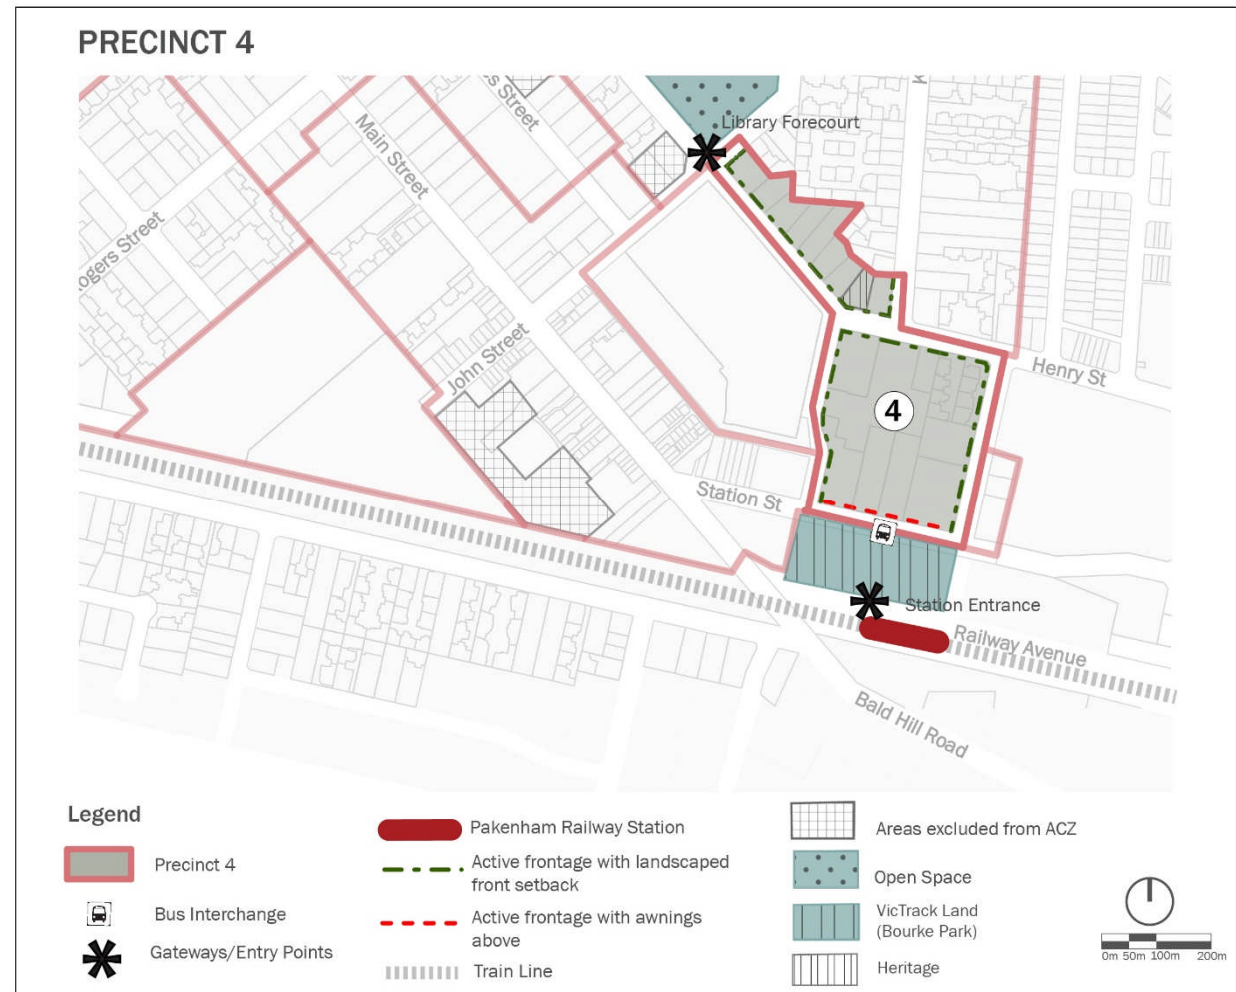 PRECINCT 4
ss Street
K
Library Forecourt
Main Street
ogers Street
John Street
Henry St
4
Station St
Station Entrance
Railway Avenue
Bald Hill Road
Legend
Precinct 4
Bus Interchange
Gateways/Entry Points
Pakenham Railway Station
Active frontage with landscaped
front setback
Active frontage with awnings
above
Train Line
Areas excluded from ACZ
Open Space
VicTrack Land
(Bourke Park)
Heritage
0m 50m 100m 200m